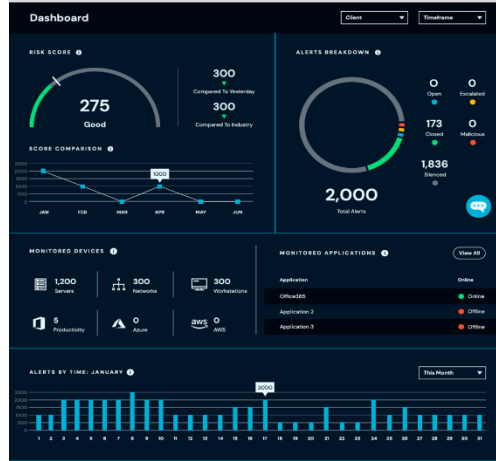 Dashboard
Client
Timeframe
RISK SCORE
275
Good
300
Compared To Yesterday
300
Compared To Industry
SCORE COMPARISON
2500
2000
1500
1000
500
0
1000
JAN FEB MAR APR MAY JUN
ALERTS BREAKDOWN
2,000
Total Alerts
0 Open
0 Escalated
173 Closed
0 Malicious
1,836 Silenced
MONITORED DEVICES
1,200 Servers
300 Networks
300 Workstations
5 Productivity
0 Azure
aws 0 AWS
MONITORED APPLICATIONS
View All
Application Online
Office365 Online
Application 2 Offline
Application 3 Offline
ALERTS BY TIME: JANUARY
This Month
2500
2000
1500
1000
500
0
2000
1 2 3 4 5 6 7 8 9 10 11 12 13 14 15 16 17 18 19 20 21 22 23 24 25 26 27 28 29 30 31